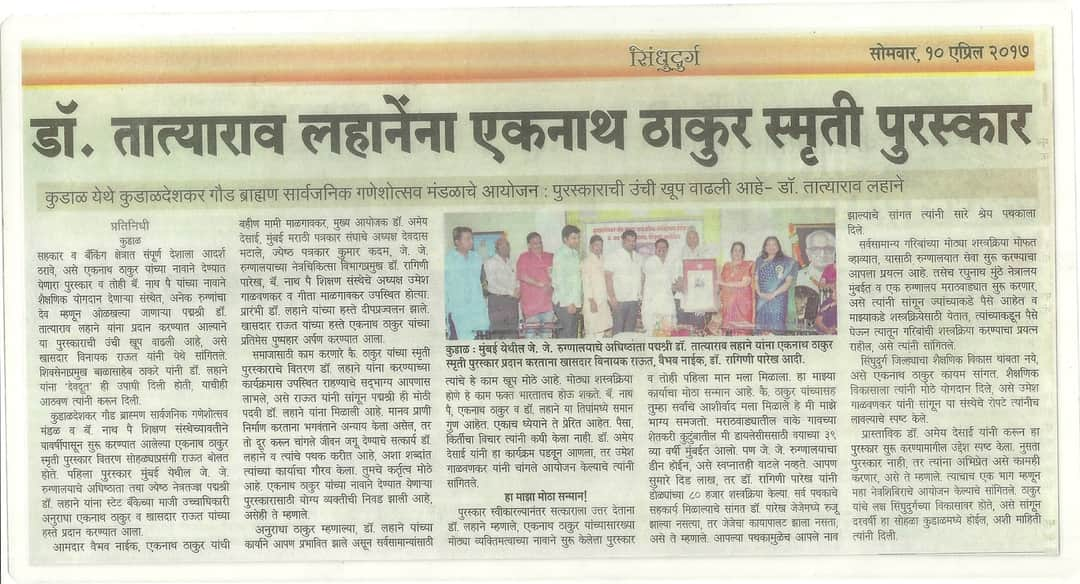 सिंधुदुर्ग
सोमवार, १० एप्रिल २०१७
डॉ. तात्याराव लहानेंना एकनाथ ठाकुर स्मृती पुरस्कार
कुडाळ येथे कुडाळदेशकर गौड ब्राह्मण सार्वजनिक गणेशोत्सव मंडळाचे आयोजन : पुरस्काराची उंची खूप वाढली आहे- डॉ. तात्याराव लहाने
प्रतिनिधी
कुडाळ
सहकार व बँकिंग क्षेत्रात संपूर्ण देशाला आदर्श
ठरावे, असे एकनाथ ठाकुर यांच्या नावाने देण्यात
येणारा पुरस्कार व तोही बॅ. नाथ पै यांच्या नावाने
शैक्षणिक योगदान देणाऱ्या संस्थेत, अनेक रुग्णांचा
देव म्हणून ओळखल्या जाणाऱ्या पद्मश्री डॉ.
तात्याराव लहाने यांना प्रदान करण्यात आल्याने
या पुरस्काराची उंची खूप वाढली आहे, असे
खासदार विनायक राऊत यांनी येथे सांगितले.
शिवसेनाप्रमुख बाळासाहेब ठाकरे यांनी डॉ. लहाने
यांना 'देवदूत' ही उपाधी दिली होती, याचीही
आठवण त्यांनी करून दिली.
कुडाळदेशकर गौड ब्राम्हण सार्वजनिक गणेशोत्सव
मंडळ व बॅ. नाथ पै शिक्षण संस्थेच्यावतीने
यावर्षीपासून सुरू करण्यात आलेल्या एकनाथ ठाकुर
स्मृती पुरस्कार वितरण सोहळ्याप्रसंगी राऊत बोलत
होते. पहिला पुरस्कार मुंबई येथील जे. जे.
रुग्णालयाचे अधिष्ठाता तथा ज्येष्ठ नेत्रतज्ज्ञ पद्मश्री
डॉ. लहाने यांना स्टेट बँकेच्या माजी उच्चाधिकारी
अनुराधा एकनाथ ठाकुर व खासदार राऊत यांच्या
हस्ते प्रदान करण्यात आला.
आमदार वैभव नाईक, एकनाथ ठाकुर यांची
बहीण मामी माळगावकर, मुख्य आयोजक डॉ. अमेय
देसाई, मुंबई मराठी पत्रकार संघाचे अध्यक्ष देवदास
मटाले, ज्येष्ठ पत्रकार कुमार कदम, जे. जे.
रुग्णालयाच्या नेत्रचिकित्सा विभागप्रमुख डॉ. रागिणी
पारेख, बॅ. नाथ पै शिक्षण संस्थेचे अध्यक्ष उमेश
गाळवणकर व गीता माळगावकर उपस्थित होत्या.
प्रारंभी डॉ. लहाने यांच्या हस्ते दीपप्रज्वलन झाले.
खासदार राऊत यांच्या हस्ते एकनाथ ठाकुर यांच्या
प्रतिमेस पुष्पहार अर्पण करण्यात आला.
समाजासाठी काम करणारे कै. ठाकुर यांच्या स्मृती
पुरस्काराचे वितरण डॉ. लहाने यांना करण्याच्या
कार्यक्रमास उपस्थित राहण्याचे सद्भाग्य आपणास
लाभले, असे राऊत यांनी सांगून पद्मश्री ही मोठी
पदवी डॉ. लहाने यांना मिळाली आहे. मानव प्राणी
निर्माण करताना भगवंताने अन्याय केला असेल, तर
तो दूर करून चांगले जीवन जगू देण्याचे सत्कार्य डॉ.
लहाने व त्यांचे पथक करीत आहे, अशा शब्दांत
त्यांच्या कार्याचा गौरव केला. तुमचे कर्तृत्व मोठे
आहे. एकनाथ ठाकुर यांच्या नावाने देण्यात येणाऱ्या
पुरस्कारासाठी योग्य व्यक्तीची निवड झाली आहे,
असेही ते म्हणाले.
अनुराधा ठाकुर म्हणाल्या, डॉ. लहाने यांच्या
कार्याने आपण प्रभावित झाले असून सर्वसामान्यांसाठी
कुडाळ : मुंबई येथील जे. जे. रुग्णालयाचे अधिष्ठाता पद्मश्री डॉ. तात्याराव लहाने यांना एकनाथ ठाकुर
स्मृती पुरस्कार प्रदान करताना खासदार विनायक राऊत, वैभव नाईक, डॉ. रागिणी पारेख आदी.
त्यांचे हे काम खूप मोठे आहे. मोठ्या शस्त्रक्रिया
होणे हे काम फक्त भारतातच होऊ शकते. बॅ. नाथ
पै, एकनाथ ठाकुर व डॉ. लहाने या तिघांमध्ये समान
गुण आहेत. एकाच ध्येयाने ते प्रेरित आहेत. पैसा,
किर्तीचा विचार त्यांनी कधी केला नाही. डॉ. अमेय
देसाई यांनी हा कार्यक्रम घडवून आणला, तर उमेश
गाळवणकर यांनी चांगले आयोजन केल्याचे त्यांनी
सांगितले.
हा माझा मोठा सन्मान!
पुरस्कार स्वीकारल्यानंतर सत्काराला उत्तर देताना
डॉ. लहाने म्हणाले, एकनाथ ठाकुर यांच्यासारख्या
मोठ्या व्यक्तिमत्वाच्या नावाने सुरू केलेला पुरस्कार
व तोही पहिला मान मला मिळाला. हा माझ्या
कार्याचा मोठा सन्मान आहे. कै. ठाकुर यांच्यासह
तुम्हा सर्वांचे आशीर्वाद मला मिळाले हे मी माझे
भाग्य समजतो. मराठवाड्यातील वाके गावच्या
शेतकरी कुटुंबातील मी डायलेसीससाठी वयाच्या ३९
व्या वर्षी मुंबईत आलो. पण जे. जे. रुग्णालयाचा
डीन होईन, असे स्वप्नातही वाटले नव्हते. आपण
सुमारे दिड लाख, तर डॉ. रागिणी पारेख यांनी
डोळ्यांच्या ८० हजार शस्त्रक्रिया केल्या. सर्व पथकाचे
सहकार्य मिळाल्याचे सांगत डॉ. पारेख जेजेमध्ये रुजू
झाल्या नसत्या, तर जेजेचा कायापालट झाला नसता,
असे ते म्हणाले. आपल्या पथकामुळेच आपले नाव
झाल्याचे सांगत त्यांनी सारे श्रेय पथकाला
दिले.
सर्वसामान्य गरिबांच्या मोठ्या शस्त्रक्रिया मोफत
व्हाव्यात, यासाठी रुग्णालयात सेवा सुरू करण्याचा
आपला प्रयत्न आहे. तसेच रघुनाथ मुंडे नेत्रालय
मुंबईत व एक रुग्णालय मराठवाड्यात सुरू करणार,
असे त्यांनी सांगून ज्यांच्याकडे पैसे आहेत व
माझ्याकडे शस्त्रक्रियेसाठी येतात, त्यांच्याकडून पैसे
घेऊन त्यातून गरिबांची शस्त्रक्रिया करण्याचा प्रयत्न
राहील, असे त्यांनी सांगितले.
सिंधुदुर्ग जिल्ह्याचा शैक्षणिक विकास थांबता नये,
असे एकनाथ ठाकुर कायम सांगत. शैक्षणिक
विकासाला त्यांनी मोठे योगदान दिले, असे उमेश
गाळवणकर यांनी सांगून या संस्थेचे रोपटे त्यांनीच
लावल्याचे स्पष्ट केले.
प्रास्ताविक डॉ. अमेय देसाई यांनी करून हा
पुरस्कार सुरू करण्यामागील उद्देश स्पष्ट केला. नुसता
पुरस्कार नाही, तर त्यांना अभिप्रेत असे कामही
करणार, असे ते म्हणाले. त्याचाच एक भाग म्हणून
महा नेत्रशिबिराचे आयोजन केल्याचे सांगितले. ठाकुर
यांचे लक्ष सिंधुदुर्गच्या विकासावर होते, असे सांगून
दरवर्षी हा सोहळा कुडाळमध्ये होईल, अशी माहिती
त्यांनी दिली.